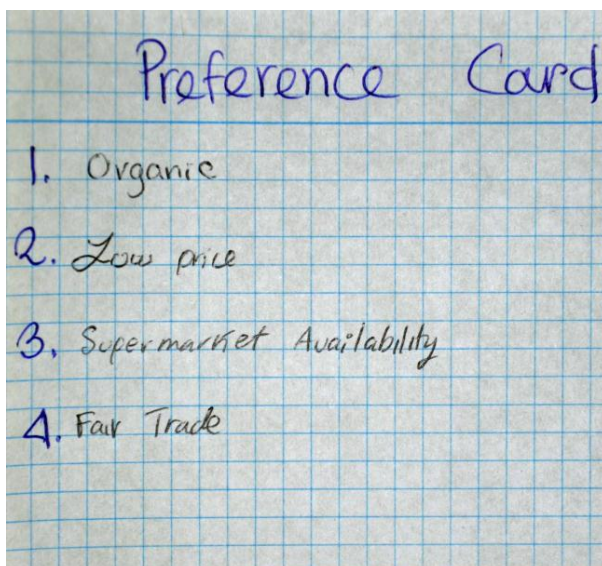 Preference Card
1. Organic
2. Low price
3. Supermarket Availability
4. Fair Trade